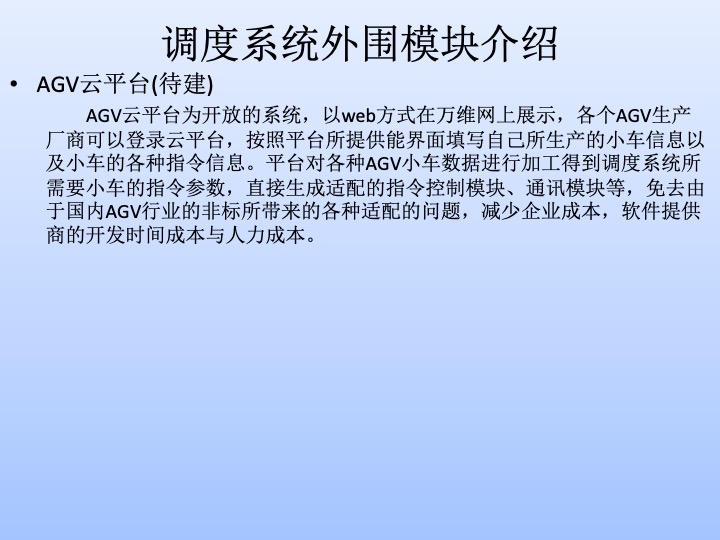 调度系统外围模块介绍
• AGV云平台(待建)
AGV云平台为开放的系统，以web方式在万维网上展示，各个AGV生产
厂商可以登录云平台，按照平台所提供能界面填写自己所生产的小车信息以
及小车的各种指令信息。平台对各种AGV小车数据进行加工得到调度系统所
需要小车的指令参数，直接生成适配的指令控制模块、通讯模块等，免去由
于国内AGV行业的非标所带来的各种适配的问题，减少企业成本，软件提供
商的开发时间成本与人力成本。